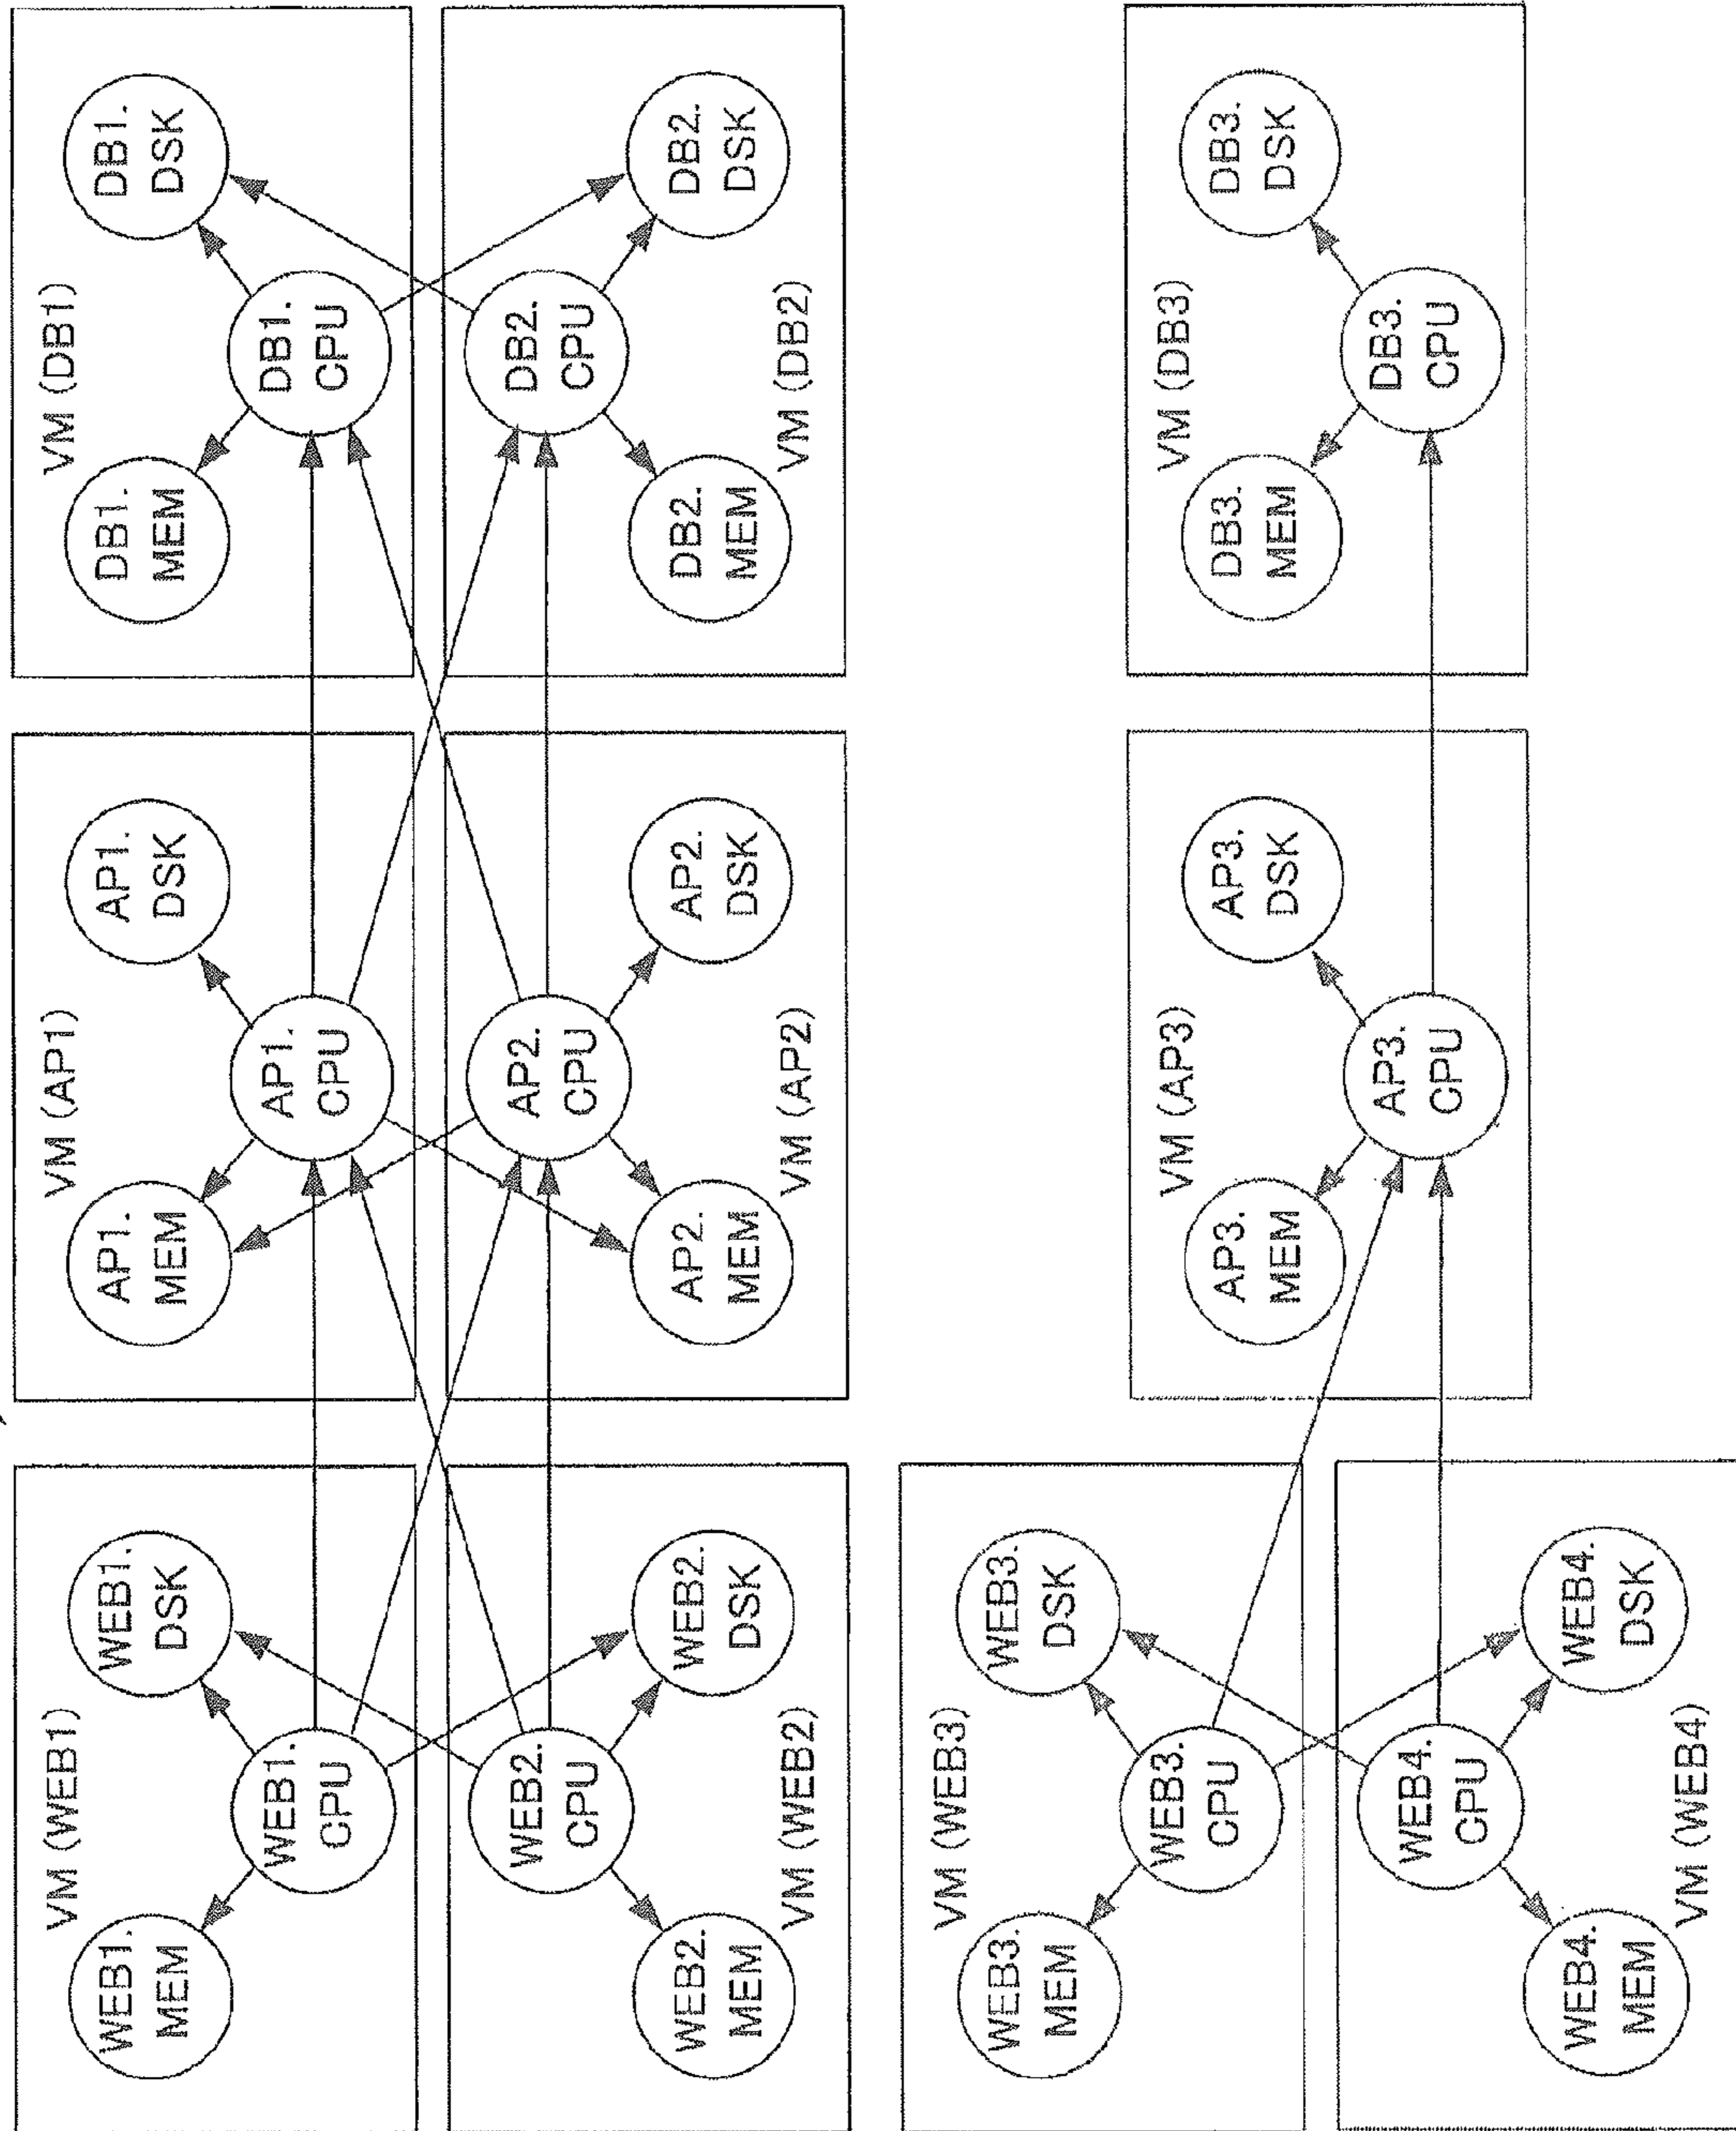 VM (WEB1)
WEB1.
MEM
WEB1.
DSK
WEB1.
CPU
VM (AP1)
AP1.
MEM
AP1.
DSK
AP1.
CPU
VM (DB1)
DB1.
MEM
DB1.
DSK
DB1.
CPU
WEB2.
CPU
WEB2.
MEM
WEB2.
DSK
VM (WEB2)
AP2.
CPU
AP2.
MEM
AP2.
DSK
VM (AP2)
DB2.
CPU
DB2.
MEM
DB2.
DSK
VM (DB2)
VM (WEB3)
WEB3.
MEM
WEB3.
DSK
WEB3.
CPU
VM (AP3)
AP3.
MEM
AP3.
DSK
AP3.
CPU
VM (DB3)
DB3.
MEM
DB3.
DSK
DB3.
CPU
WEB4.
CPU
WEB4.
MEM
WEB4.
DSK
VM (WEB4)